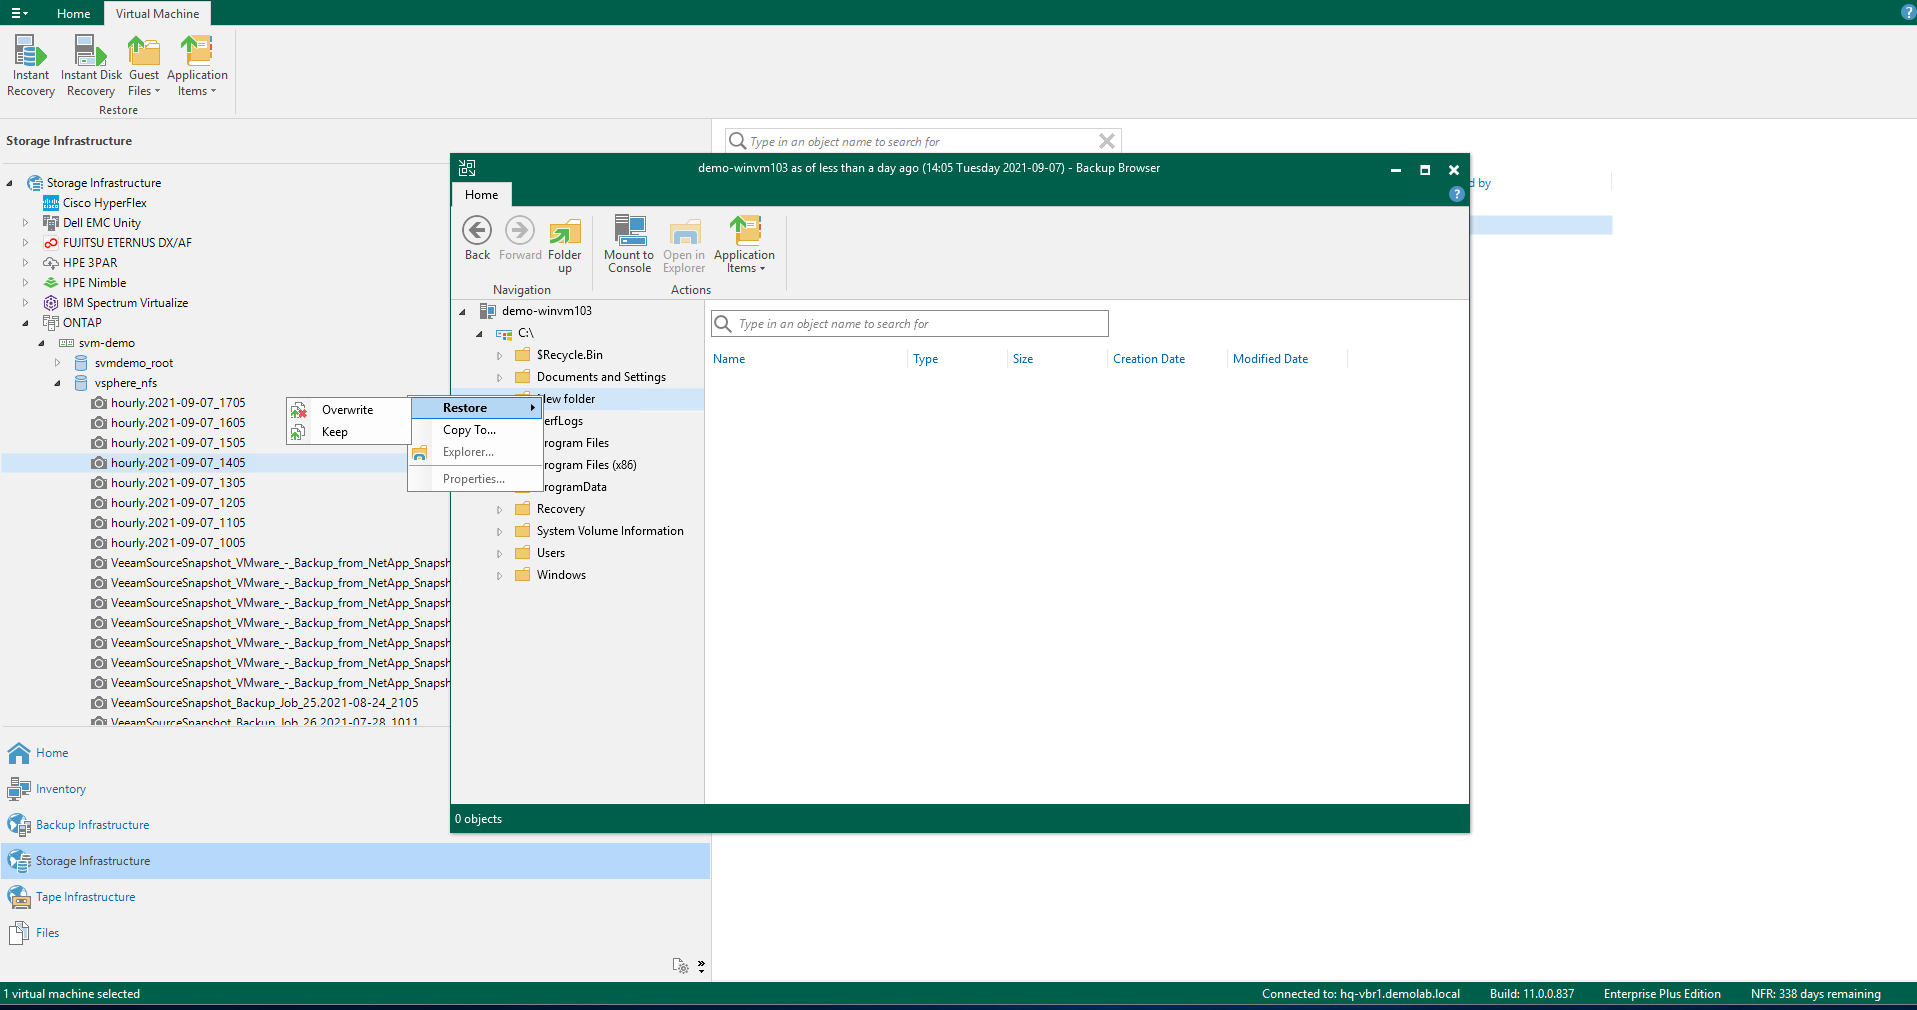 Home
Virtual Machine
Instant
Recovery
Instant Disk
Recovery
Guest
Files
Application
Items
Restore
Storage Infrastructure
Type in an object name to search for
Storage Infrastructure
Cisco HyperFlex
Dell EMC Unity
FUJITSU ETERNUS DX/AF
HPE 3PAR
HPE Nimble
IBM Spectrum Virtualize
ONTAP
svm-demo
svmdemo_root
vsphere_nfs
hourly.2021-09-07_1705
hourly.2021-09-07_1605
hourly.2021-09-07_1505
hourly.2021-09-07_1405
hourly.2021-09-07_1305
hourly.2021-09-07_1205
hourly.2021-09-07_1105
hourly.2021-09-07_1005
VeeamSourceSnapshot_VMware_-_Backup_from_NetApp_Snapsh
VeeamSourceSnapshot_VMware_-_Backup_from_NetApp_Snapsh
VeeamSourceSnapshot_VMware_-_Backup_from_NetApp_Snapsh
VeeamSourceSnapshot_VMware_-_Backup_from_NetApp_Snapsh
VeeamSourceSnapshot_VMware_-_Backup_from_NetApp_Snapsh
VeeamSourceSnapshot_VMware_-_Backup_from_NetApp_Snapsh
VeeamSourceSnapshot_VMware_-_Backup_from_NetApp_Snapsh
VeeamSourceSnapshot_Backup_Job_25.2021-08-24_2105
VeeamSourceSnapshot_Backup_Job_26.2021-07-28_1011
Home
Inventory
Backup Infrastructure
Storage Infrastructure
Tape Infrastructure
Files
Overwrite
Keep
Restore
Copy To...
Explorer...
Properties...
demo-winvm103 as of less than a day ago (14:05 Tuesday 2021-09-07) - Backup Browser
Home
Back
Forward
Folder
up
Navigation
Mount to
Console
Open in
Explorer
Application
Items
Actions
demo-winvm103
C:\
$Recycle.Bin
Documents and Settings
New folder
erfLogs
rogram Files
rogram Files (x86)
rogramData
Recovery
System Volume Information
Users
Windows
Type in an object name to search for
Name
Type
Size
Creation Date
Modified Date
0 objects
d by
1 virtual machine selected
Connected to: hq-vbr1.demolab.local
Build: 11.0.0.837
Enterprise Plus Edition
NFR: 338 days remaining